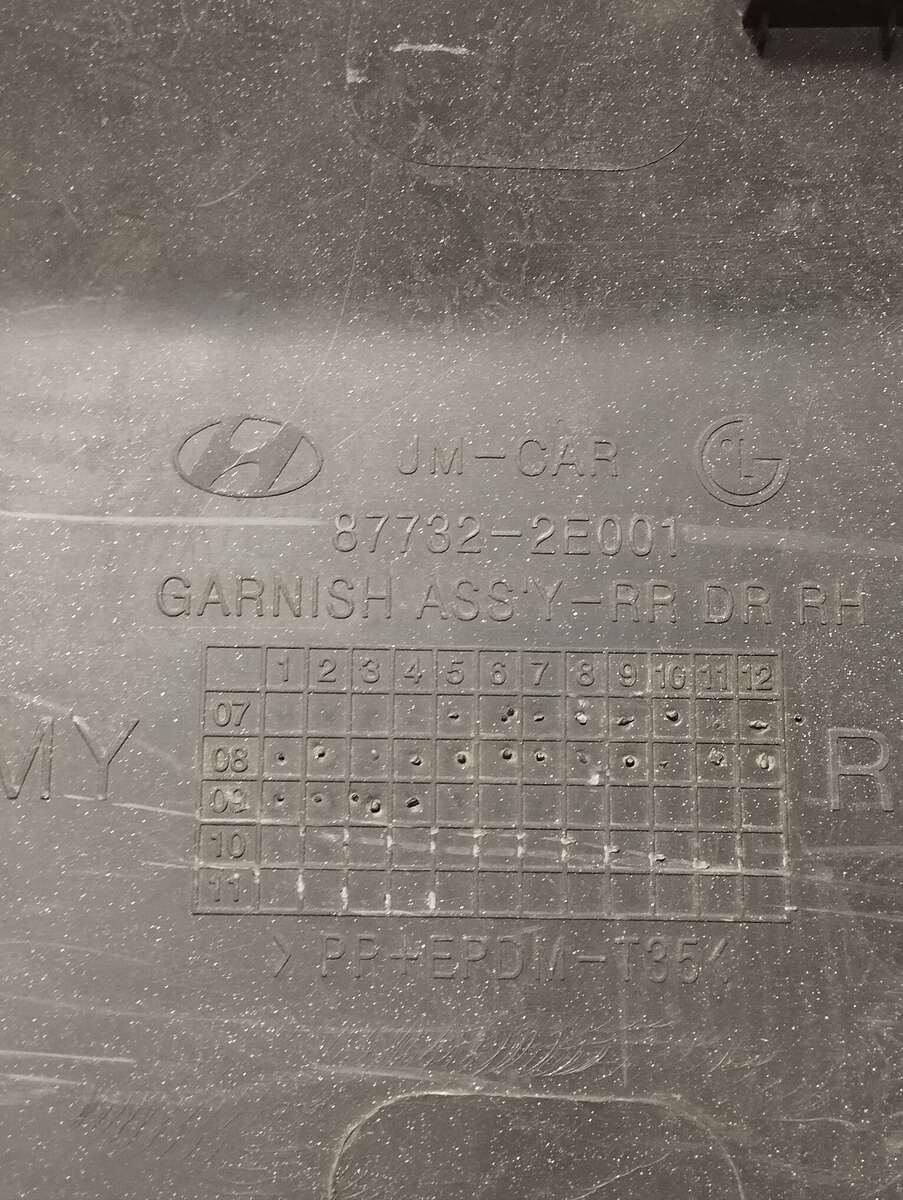 JM-CAR
87732-2E001
GARNISH ASS'Y-RR DR RH
1 2 3 4 5 6 7 8 9 10 11 12
07
08
MY R
09
10
11
>PP+EPDM-T35<